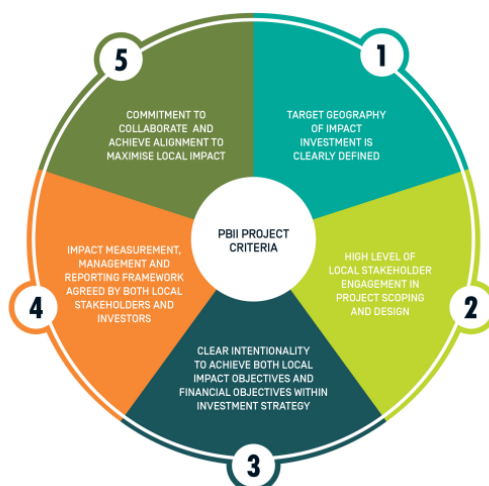 PBII PROJECT
CRITERIA
1
TARGET GEOGRAPHY
OF IMPACT
INVESTMENT IS
CLEARLY DEFINED
2
HIGH LEVEL OF
LOCAL STAKEHOLDER
ENGAGEMENT IN
PROJECT SCOPING
AND DESIGN
3
CLEAR INTENTIONALITY
TO ACHIEVE BOTH LOCAL
IMPACT OBJECTIVES AND
FINANCIAL OBJECTIVES WITHIN
INVESTMENT STRATEGY
4
IMPACT MEASUREMENT,
MANAGEMENT AND
REPORTING FRAMEWORK
AGREED BY BOTH LOCAL
STAKEHOLDERS AND
INVESTORS
5
COMMITMENT TO
COLLABORATE AND
ACHIEVE ALIGNMENT TO
MAXIMISE LOCAL IMPACT